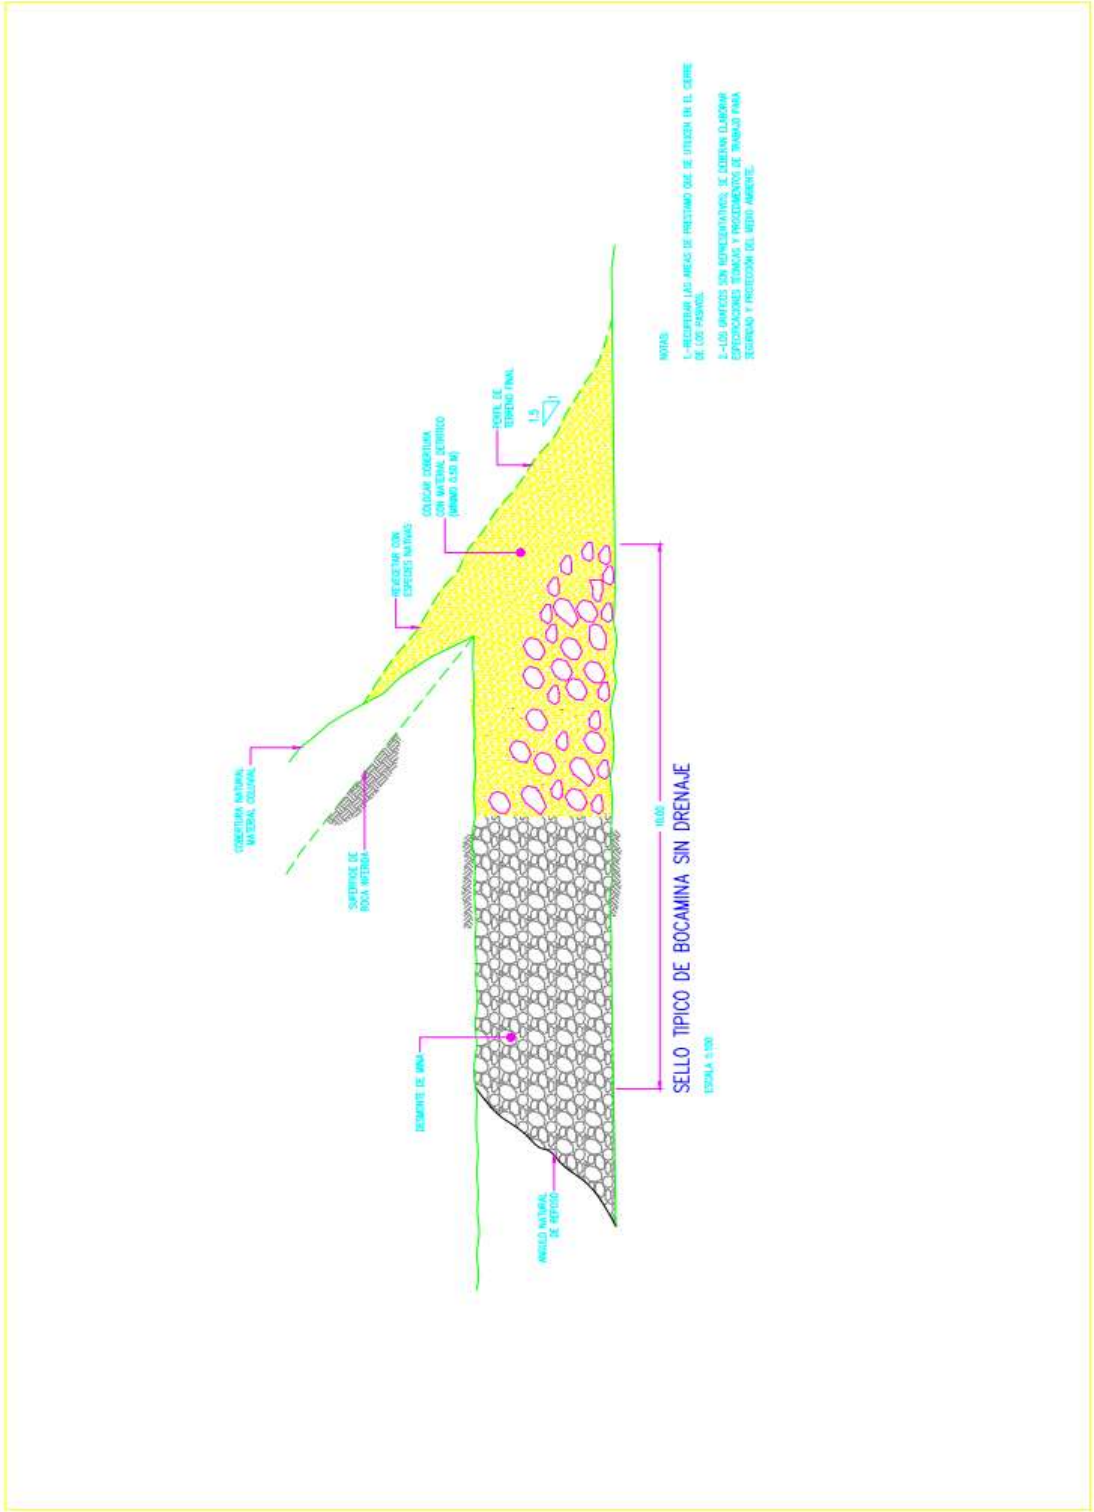 COBERTURA NATURAL
MATERIAL COLUVIAL
SUPERFICIE DE
ROCA INFERIDA
REVEGETAR CON
ESPECIES NATIVAS
COLOCAR COBERTURA
CON MATERIAL DETRITICO
(MINIMO 0.50 M)
PERFIL DE
TERRENO FINAL
1.5
1
DESMONTE DE MINA
ANGULO NATURAL
DE REPOSO
10.00
SELLO TIPICO DE BOCAMINA SIN DRENAJE
ESCALA 1:100
NOTAS:
1.-RECUPERAR LAS AREAS DE PRESTAMO QUE SE UTILICEN EN EL CIERRE
DE LOS PASIVOS.
2.-LOS GRAFICOS SON REPRESENTATIVOS, SE DEBERAN ELABORAR
ESPECIFICACIONES TECNICAS Y PROCEDIMIENTOS DE TRABAJO PARA
SEGURIDAD Y PROTECCIÓN DEL MEDIO AMBIENTE.